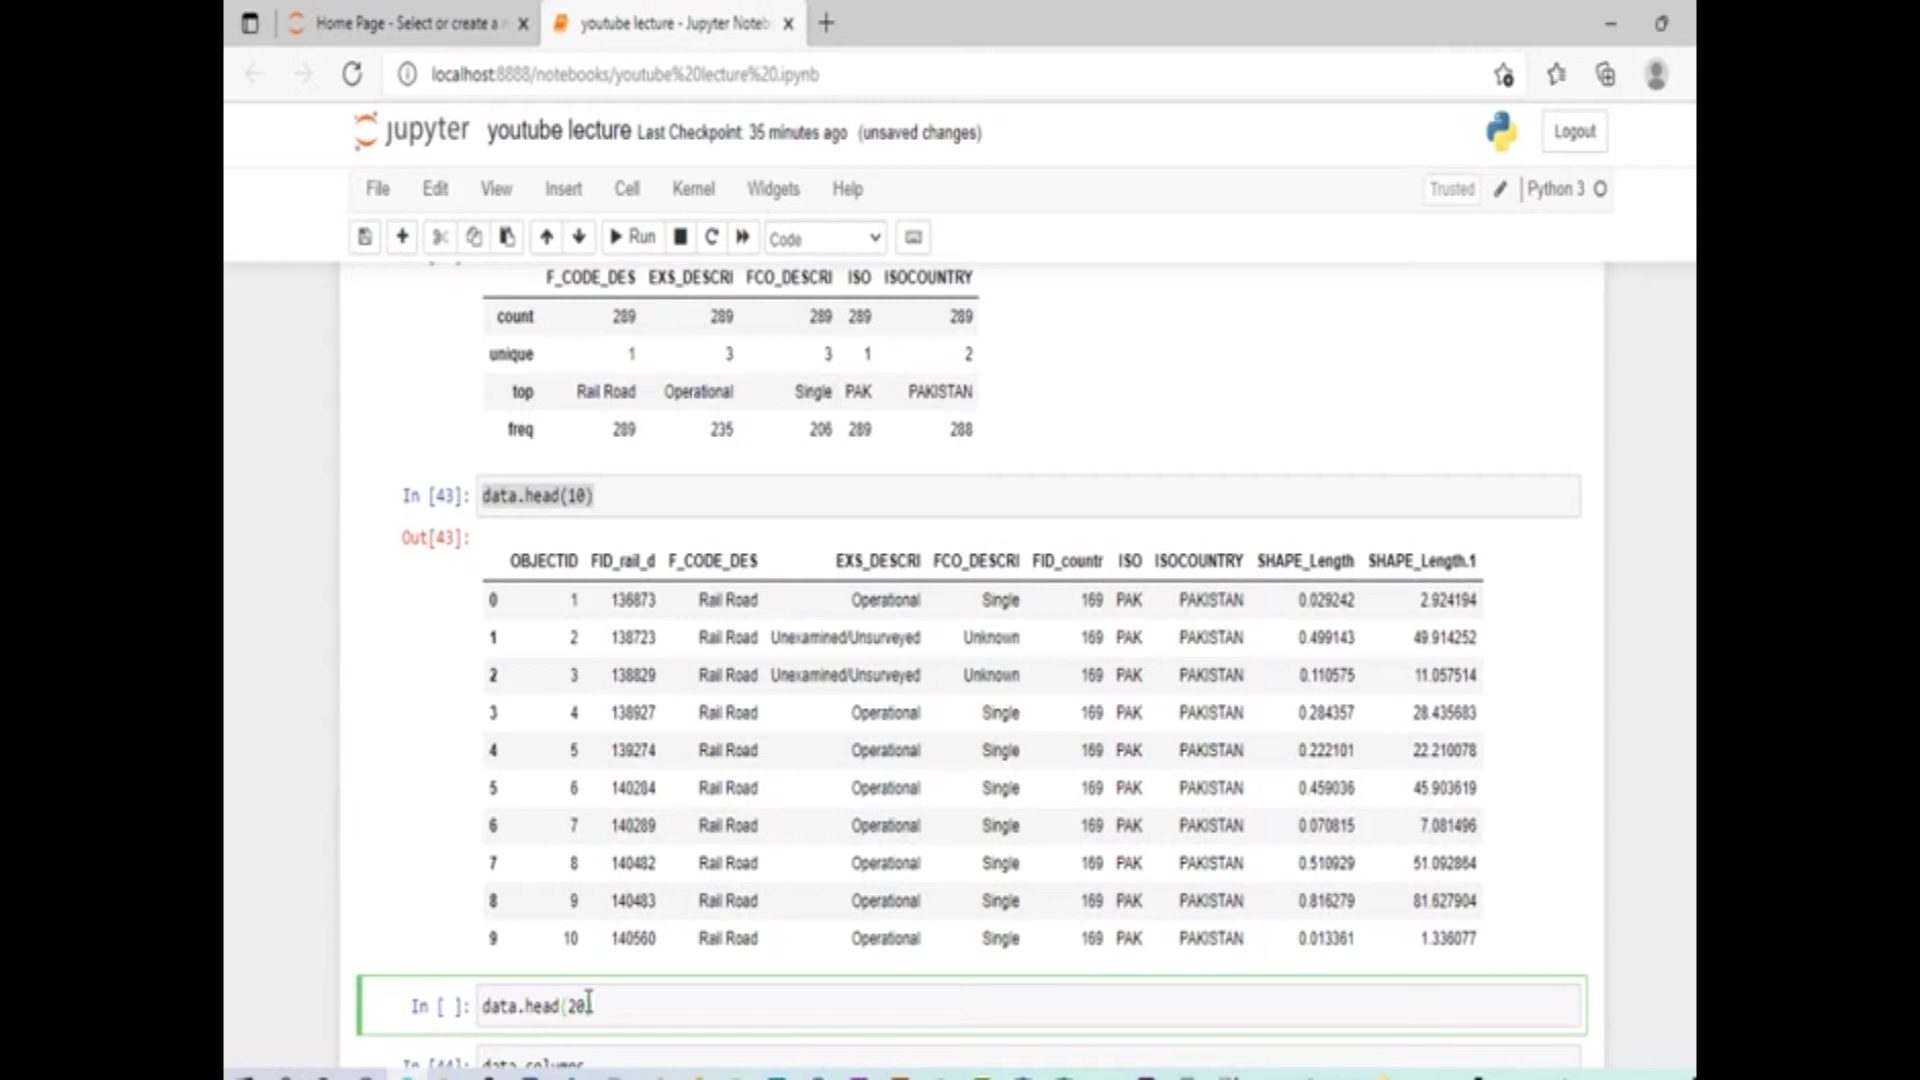 Home Page - Select or create a n
youtube lecture - Jupyter Noteb
localhost:8888/notebooks/youtube%20lecture%20.ipynb
jupyter youtube lecture Last Checkpoint: 35 minutes ago (unsaved changes)
Logout
File Edit View Insert Cell Kernel Widgets Help
Trusted Python 3
Run Code
F_CODE_DES EXS_DESCRI FCO_DESCRI ISO ISOCOUNTRY
count 289 289 289 289 289
unique 1 3 3 1 2
top Rail Road Operational Single PAK PAKISTAN
freq 289 235 206 289 288
In [43]: data.head(10)
Out[43]:
OBJECTID FID_rail_d F_CODE_DES EXS_DESCRI FCO_DESCRI FID_countr ISO ISOCOUNTRY SHAPE_Length SHAPE_Length.1
0 1 136873 Rail Road Operational Single 169 PAK PAKISTAN 0.029242 2.924194
1 2 138723 Rail Road Unexamined/Unsurveyed Unknown 169 PAK PAKISTAN 0.499143 49.914252
2 3 138829 Rail Road Unexamined/Unsurveyed Unknown 169 PAK PAKISTAN 0.110575 11.057514
3 4 138927 Rail Road Operational Single 169 PAK PAKISTAN 0.284357 28.435683
4 5 139274 Rail Road Operational Single 169 PAK PAKISTAN 0.222101 22.210078
5 6 140284 Rail Road Operational Single 169 PAK PAKISTAN 0.459036 45.903619
6 7 140289 Rail Road Operational Single 169 PAK PAKISTAN 0.070815 7.081496
7 8 140482 Rail Road Operational Single 169 PAK PAKISTAN 0.510929 51.092864
8 9 140483 Rail Road Operational Single 169 PAK PAKISTAN 0.816279 81.627904
9 10 140560 Rail Road Operational Single 169 PAK PAKISTAN 0.013361 1.336077
In [ ]: data.head(20)
In [44]: data.columns